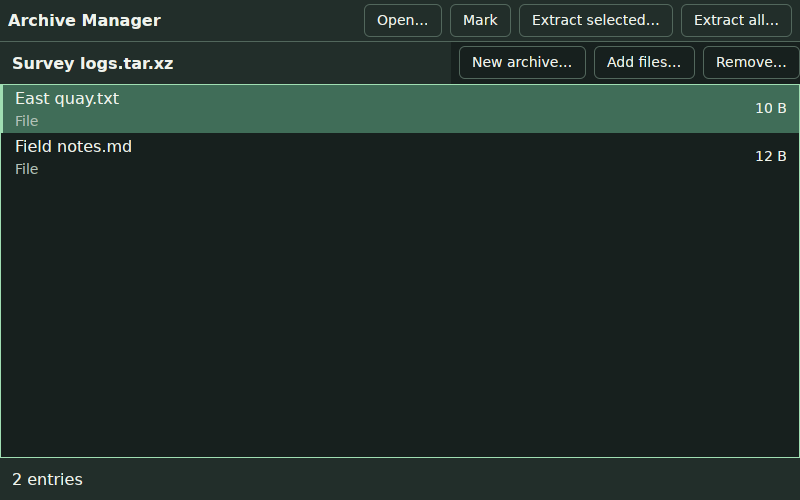 Archive Manager Open... Mark Extract selected... Extract all...
Survey logs.tar.xz New archive... Add files... Remove...
East quay.txt
File
10 B
Field notes.md
File
12 B
2 entries